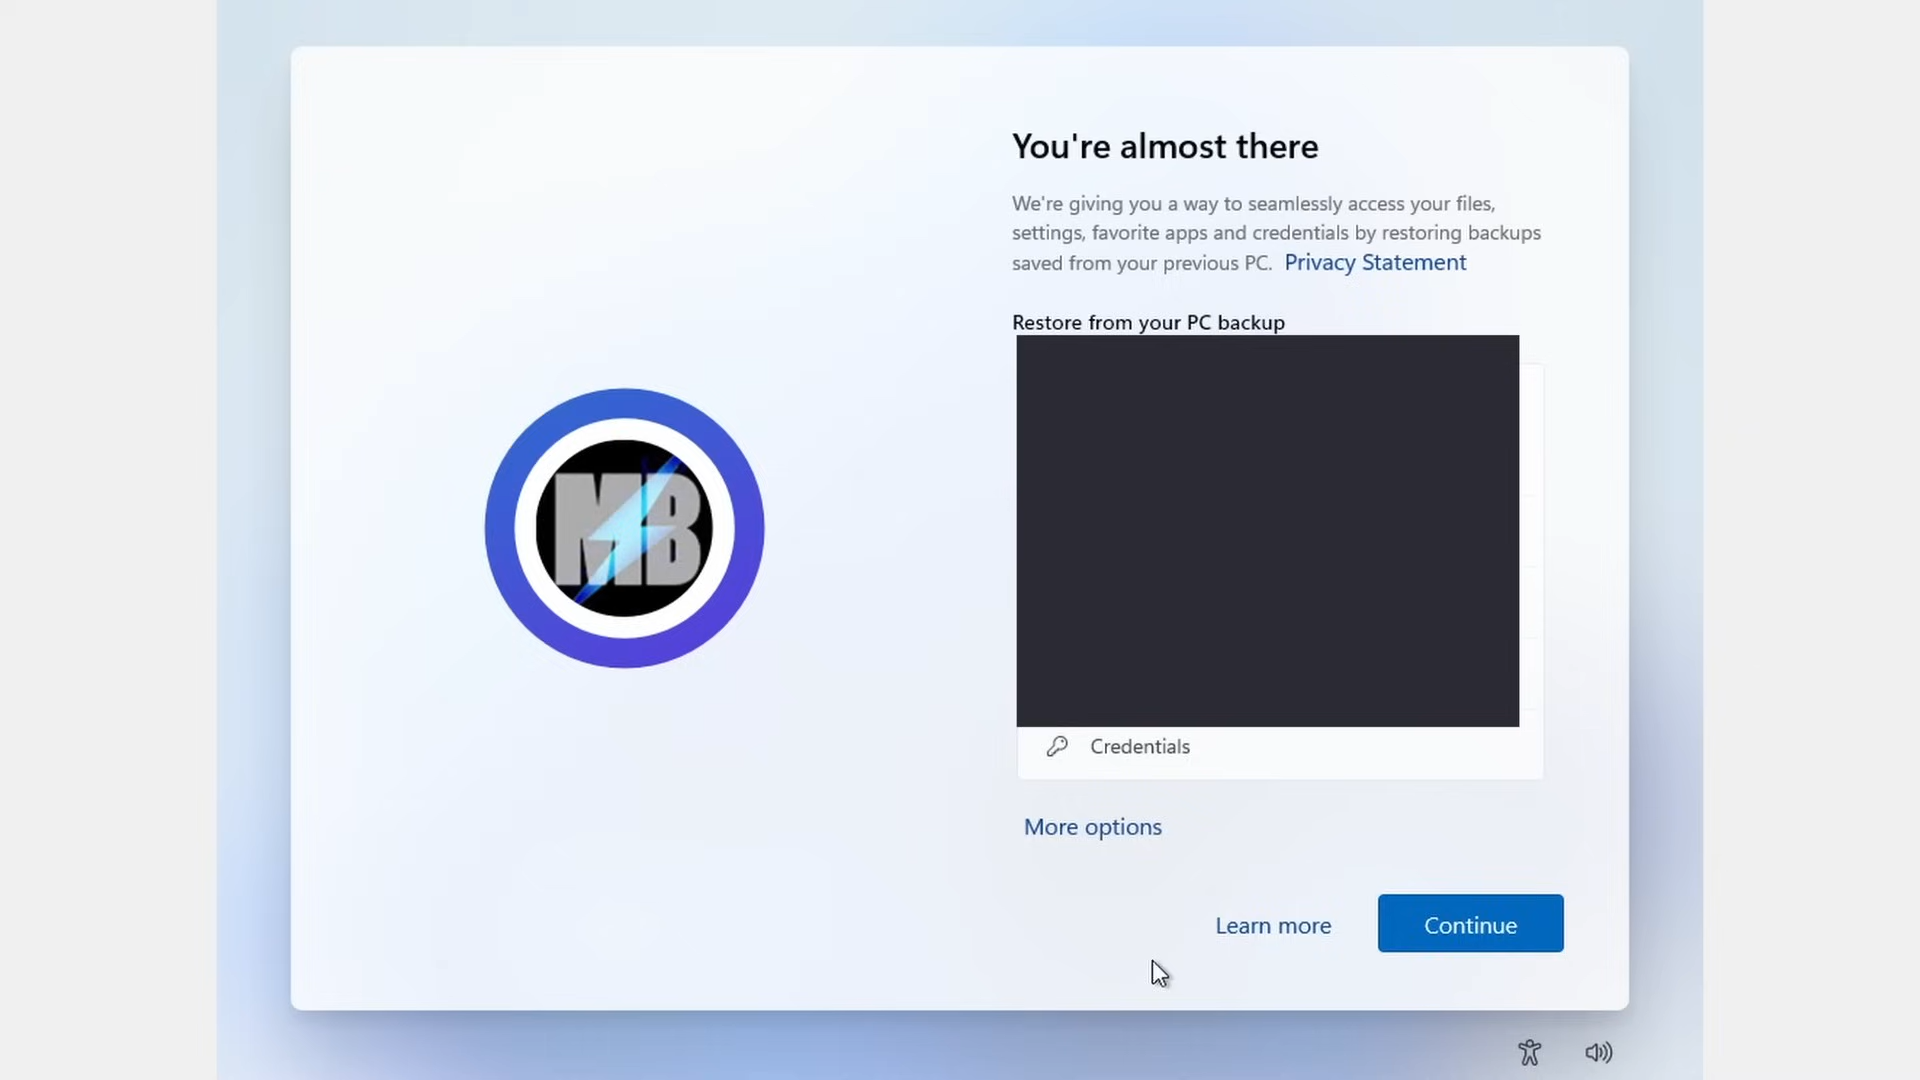 You're almost there
We're giving you a way to seamlessly access your files,
settings, favorite apps and credentials by restoring backups
saved from your previous PC. Privacy Statement
Restore from your PC backup
MB
Credentials
More options
Learn more
Continue